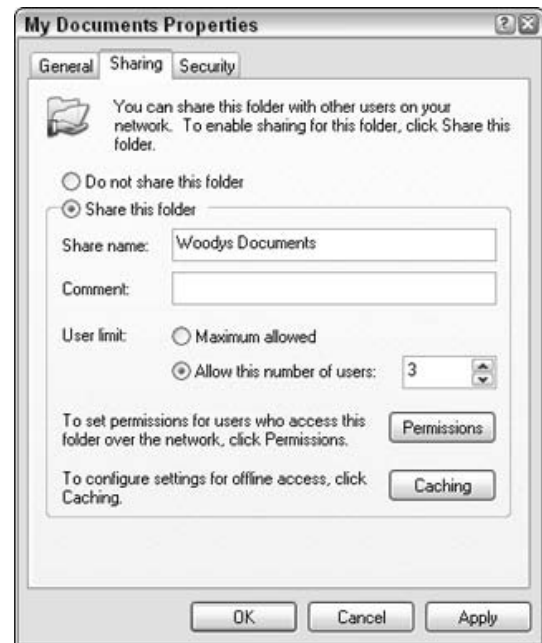 My Documents Properties
General Sharing Security
You can share this folder with other users on your
network. To enable sharing for this folder, click Share this
folder.
Do not share this folder
Share this folder
Share name: Woodys Documents
Comment:
User limit: Maximum allowed
Allow this number of users: 3
To set permissions for users who access this
folder over the network, click Permissions.
Permissions
To configure settings for offline access, click
Caching.
Caching
OK Cancel Apply